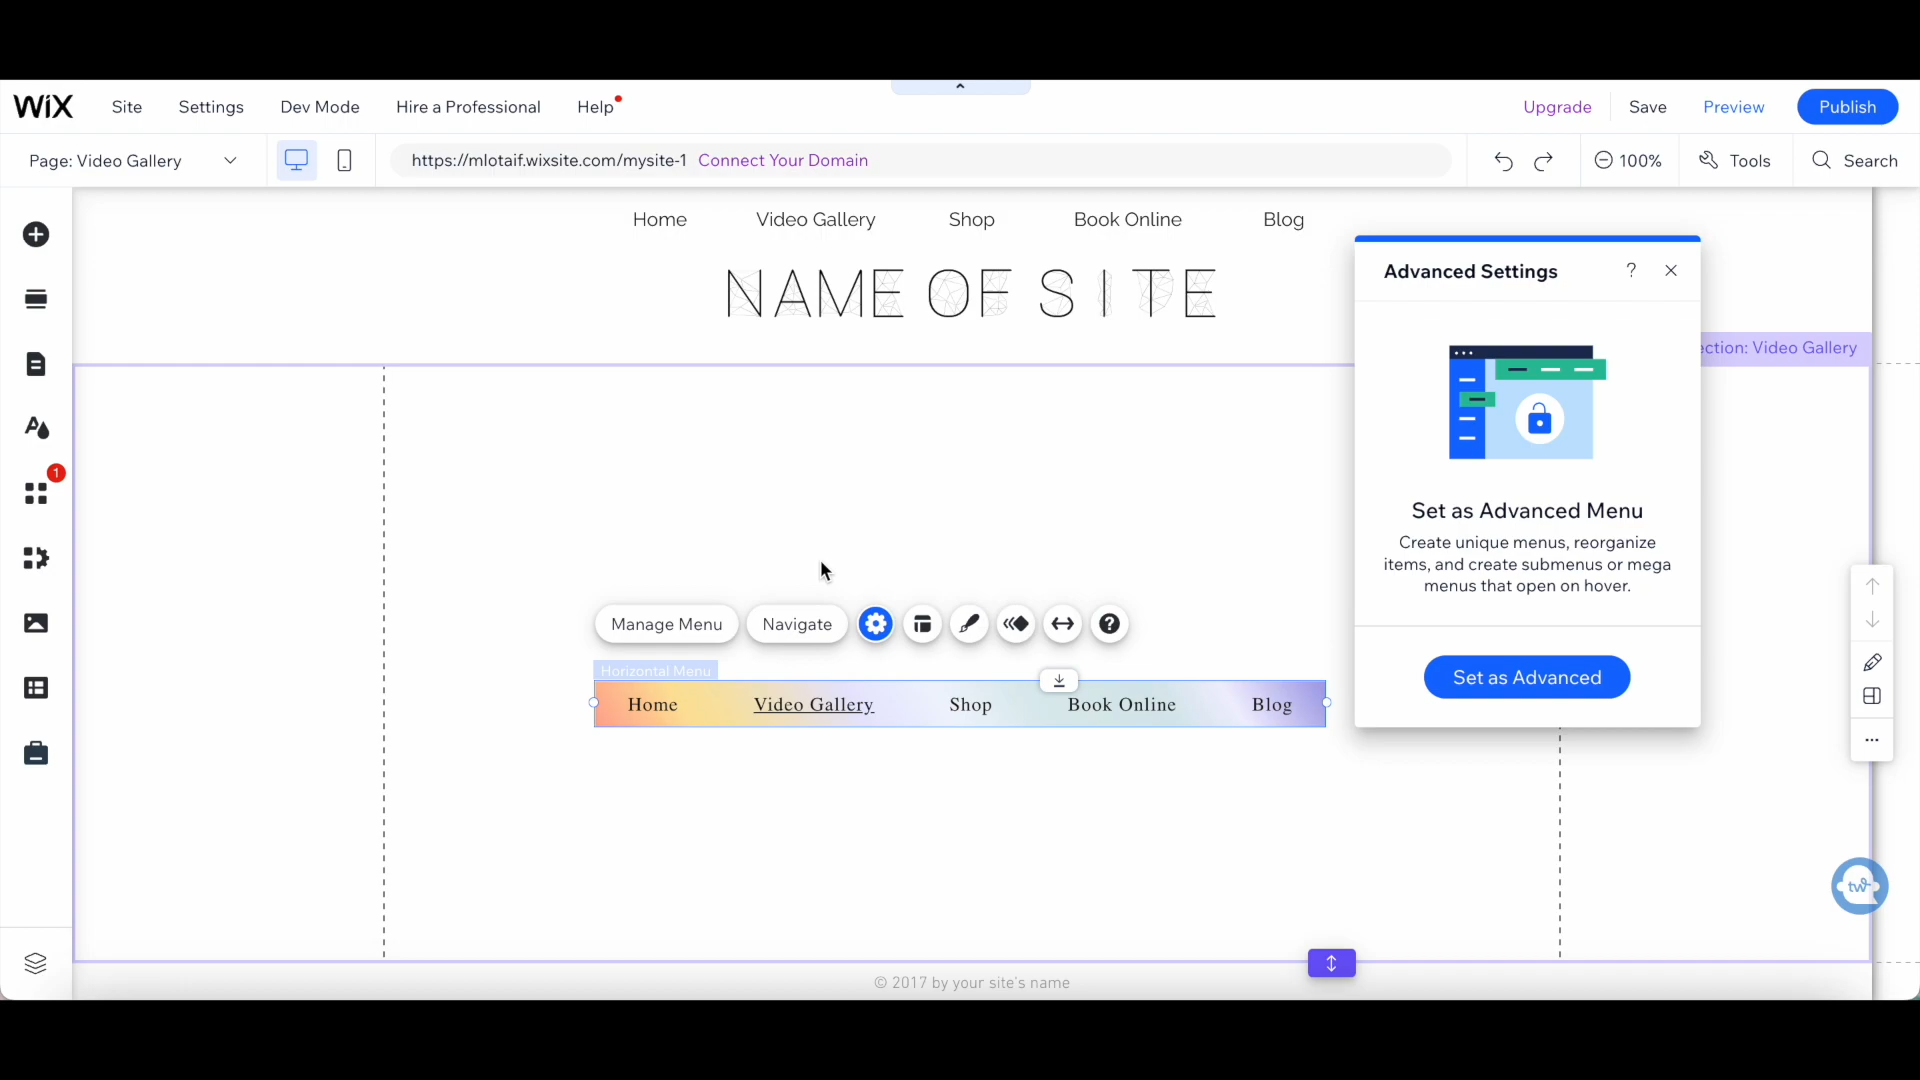 WiX Site Settings Dev Mode Hire a Professional Help Upgrade Save Preview Publish
Page: Video Gallery https://mlotaif.wixsite.com/mysite-1 Connect Your Domain 100% Tools Search
Home Video Gallery Shop Book Online Blog
NAME OF SITE
Advanced Settings ? 
ection: Video Gallery
1
Set as Advanced Menu
Create unique menus, reorganize
items, and create submenus or mega
menus that open on hover.
Manage Menu Navigate ?
Horizontal Menu
Set as Advanced
Home Video Gallery Shop Book Online Blog
tw
© 2017 by your site's name